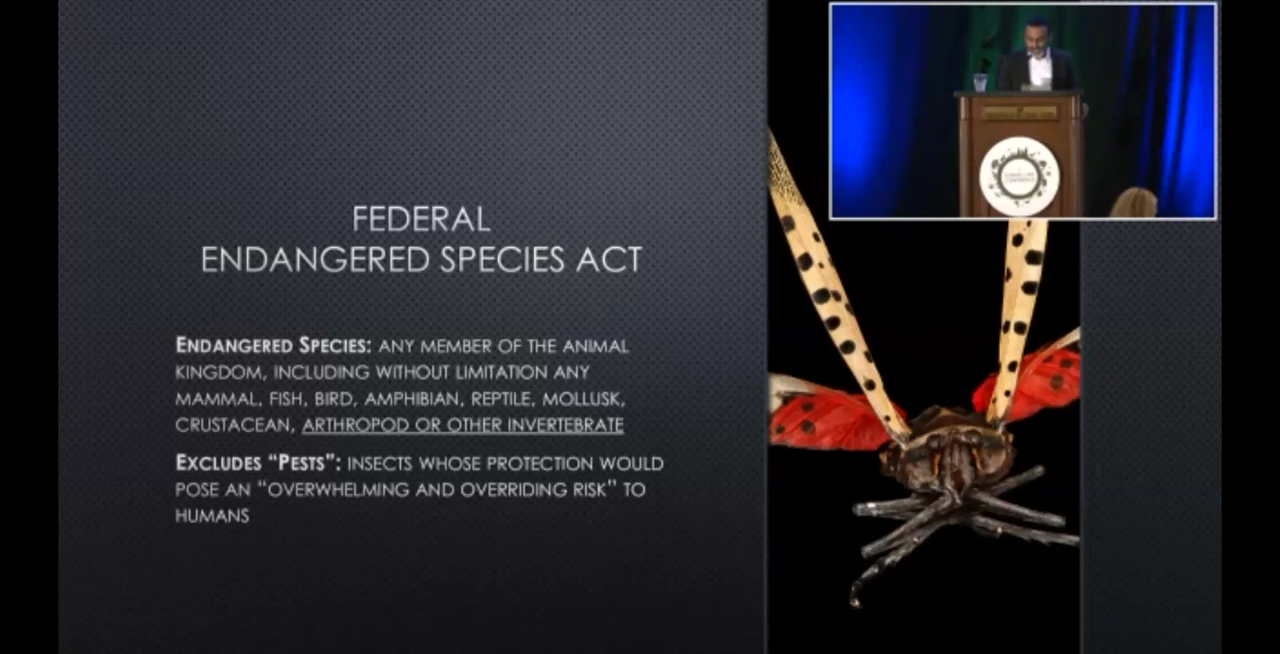 FEDERAL
ENDANGERED SPECIES ACT
ENDANGERED SPECIES: ANY MEMBER OF THE ANIMAL
KINGDOM, INCLUDING WITHOUT LIMITATION ANY
MAMMAL, FISH, BIRD, AMPHIBIAN, REPTILE, MOLLUSK,
CRUSTACEAN, ARTHROPOD OR OTHER INVERTEBRATE
EXCLUDES “PESTS”: INSECTS WHOSE PROTECTION WOULD
POSE AN “OVERWHELMING AND OVERRIDING RISK” TO
HUMANS